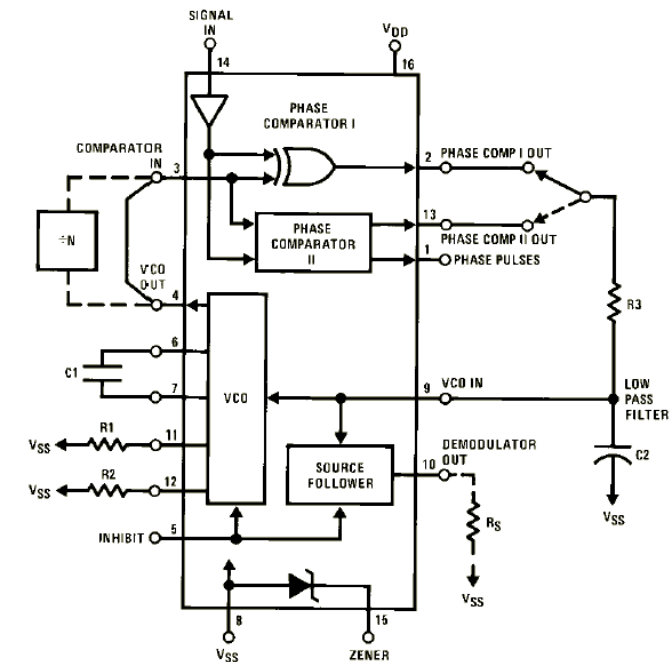 SIGNAL
IN
14
VDD
16
PHASE
COMPARATOR I
COMPARATOR
IN
3
2
PHASE COMP I OUT
÷N
PHASE
COMPARATOR
II
13
PHASE COMP II OUT
1
PHASE PULSES
VCO
OUT
4
R3
6
C1
7
VCO
9
VCO IN
LOW
PASS
FILTER
R1
VSS
11
R2
VSS
12
SOURCE
FOLLOWER
DEMODULATOR
OUT
10
C2
VSS
RS
VSS
INHIBIT
5
8
VSS
15
ZENER